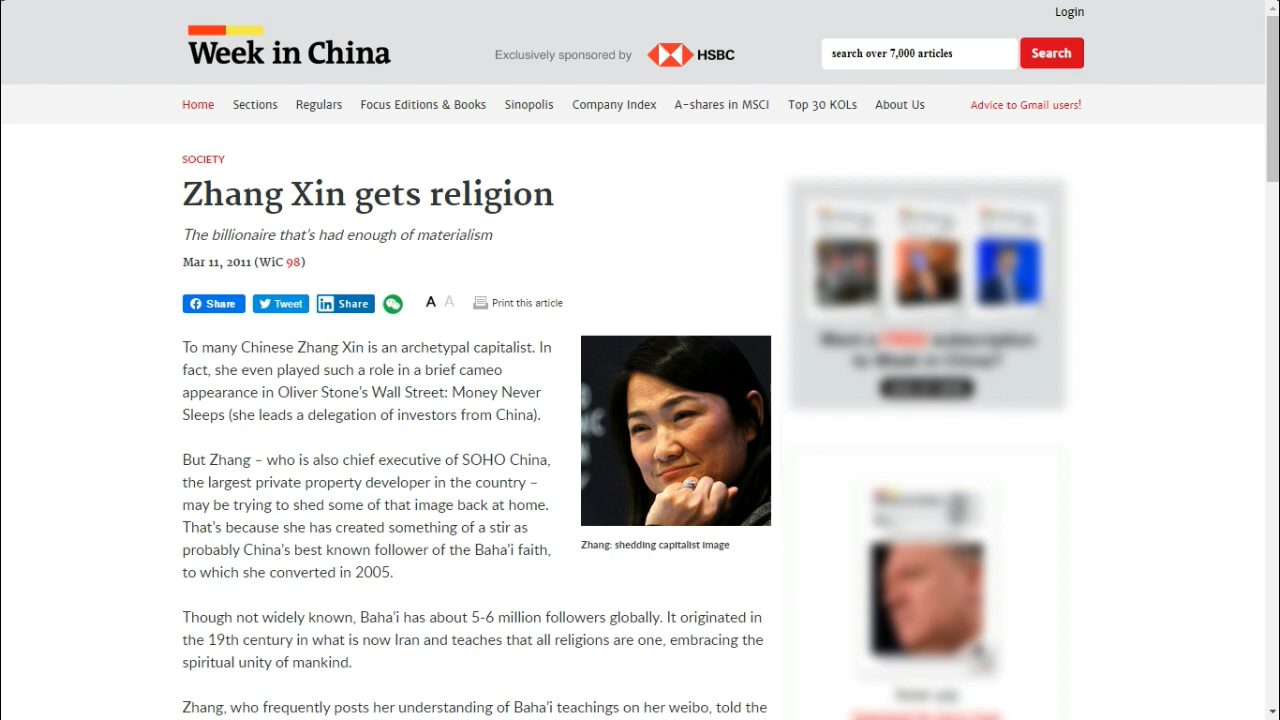 Login
Week in China
Exclusively sponsored by HSBC
search over 7,000 articles Search
Home Sections Regulars Focus Editions & Books Sinopolis Company Index A-shares in MSCI Top 30 KOLs About Us Advice to Gmail users!
SOCIETY
Zhang Xin gets religion
The billionaire that's had enough of materialism
Mar 11, 2011 (WiC 98)
Share Tweet Share A A Print this article
To many Chinese Zhang Xin is an archetypal capitalist. In
fact, she even played such a role in a brief cameo
appearance in Oliver Stone's Wall Street: Money Never
Sleeps (she leads a delegation of investors from China).
But Zhang – who is also chief executive of SOHO China,
the largest private property developer in the country –
may be trying to shed some of that image back at home.
That's because she has created something of a stir as
probably China's best known follower of the Baha'i faith,
to which she converted in 2005.
Zhang: shedding capitalist image
Though not widely known, Baha'i has about 5-6 million followers globally. It originated in
the 19th century in what is now Iran and teaches that all religions are one, embracing the
spiritual unity of mankind.
Zhang, who frequently posts her understanding of Baha'i teachings on her weibo, told the
Want a FREE subscription
to Week in China?